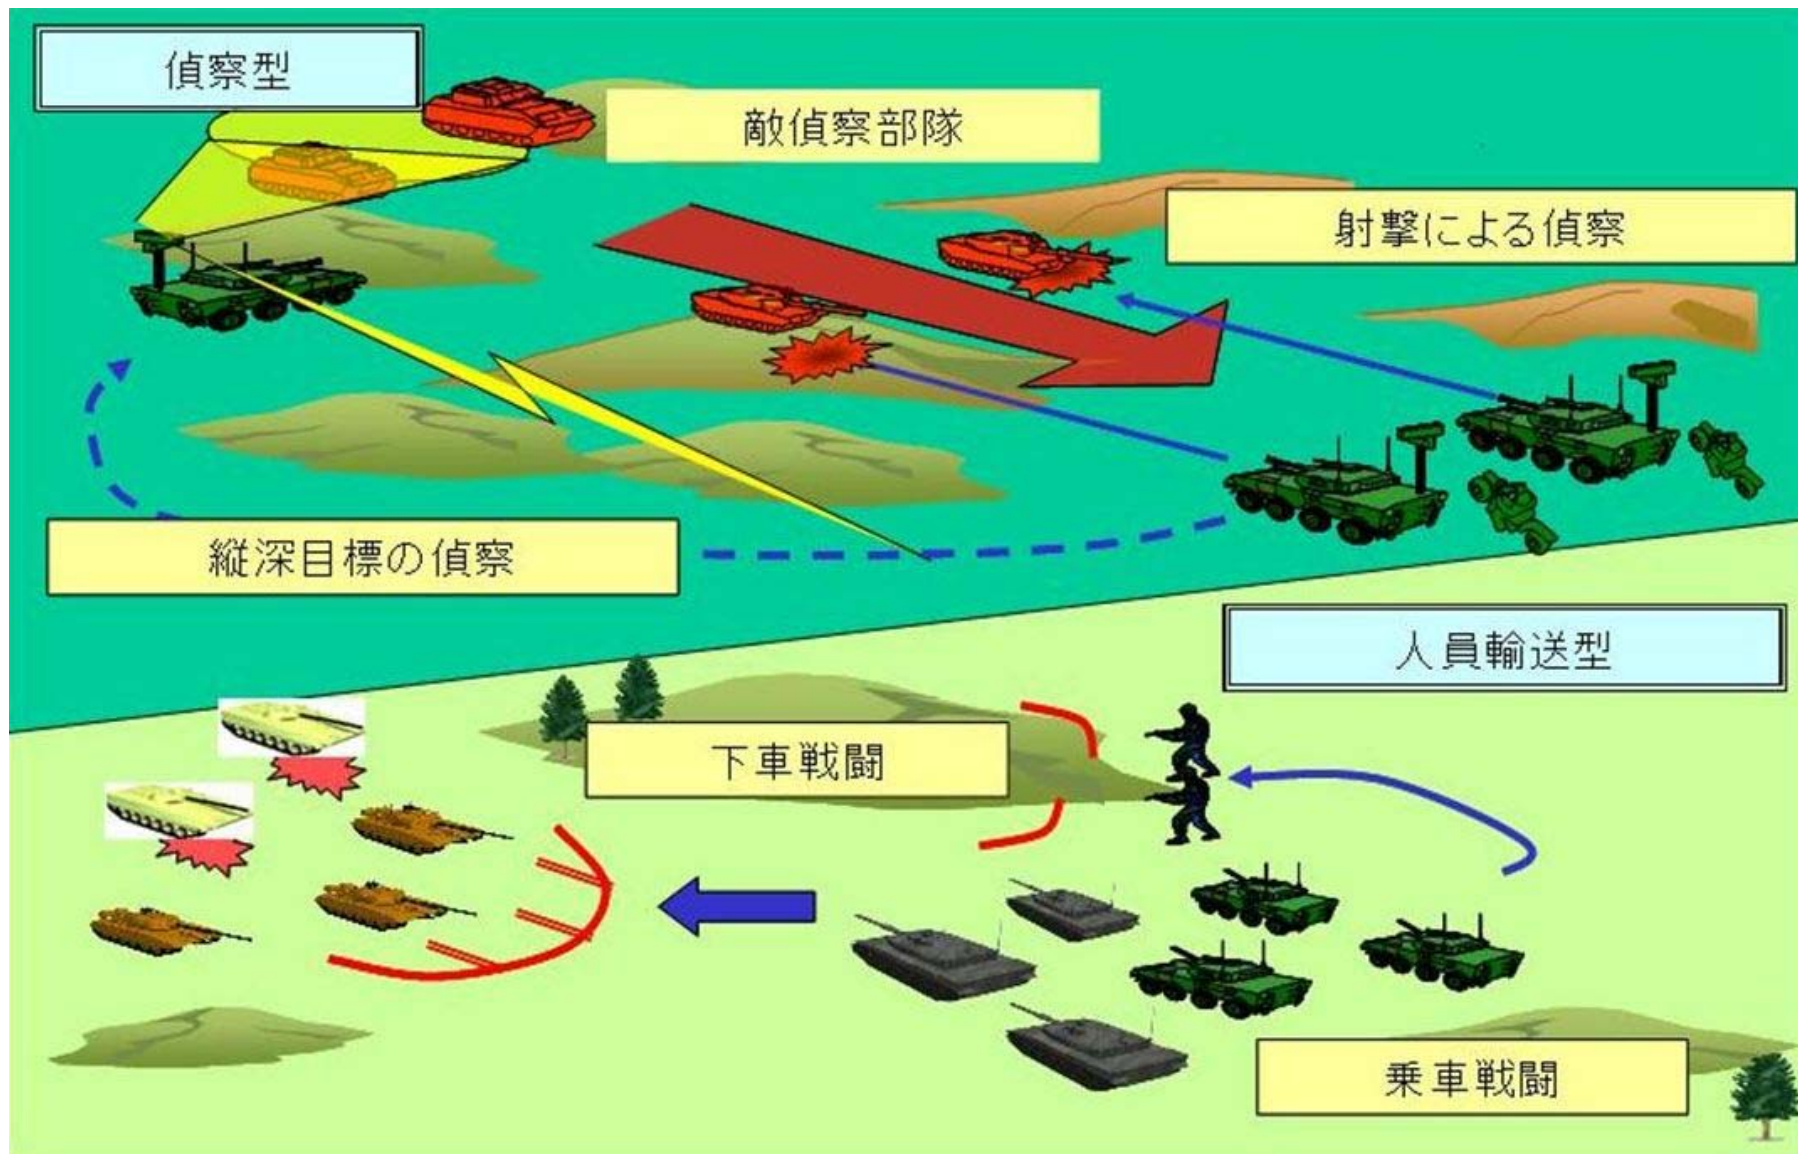 偵察型
敵偵察部隊
射撃による偵察
縦深目標の偵察
人員輸送型
下車戦闘
乗車戦闘